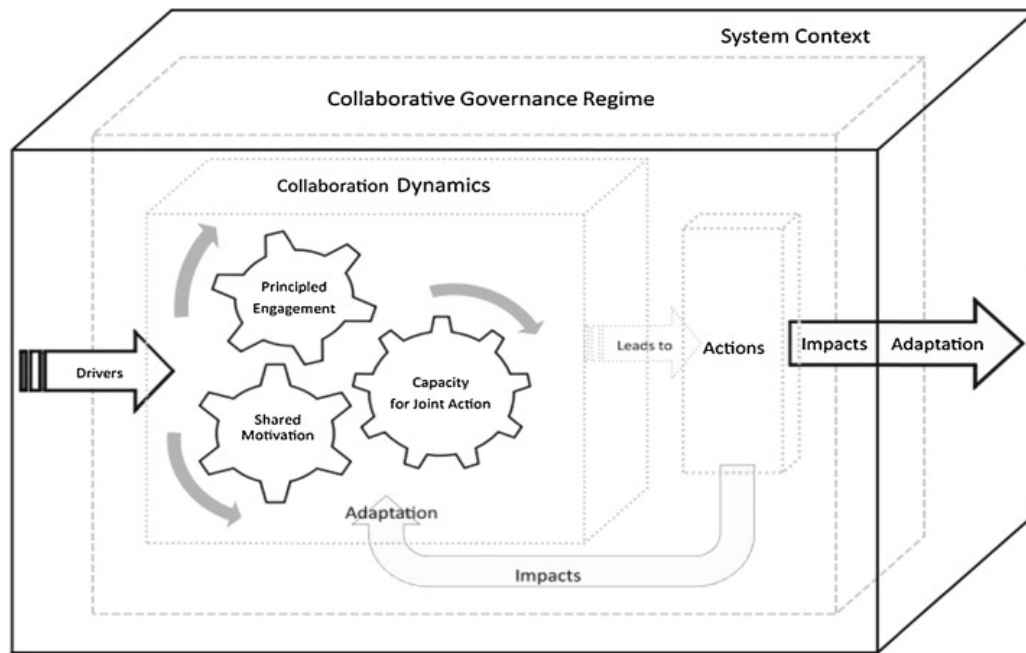 System Context
Collaborative Governance Regime
Collaboration Dynamics
Principled
Engagement
Drivers
Capacity
for Joint Action
Shared
Motivation
Leads to
Actions
Impacts
Adaptation
Adaptation
Impacts